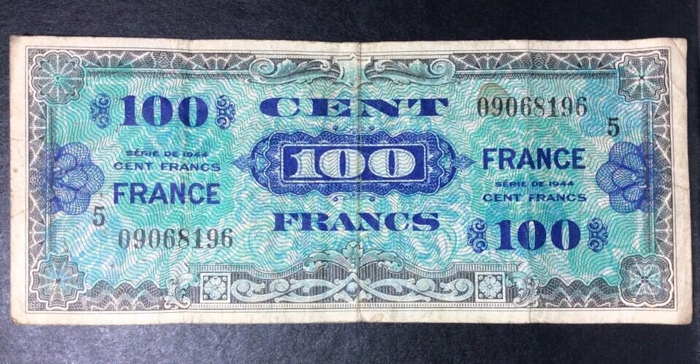 100 CENT 09068196
5
SÉRIE DE 1944
CENT FRANCS
FRANCE
100
FRANCE
SÉRIE DE 1944
CENT FRANCS
5
09068196
FRANCS
100